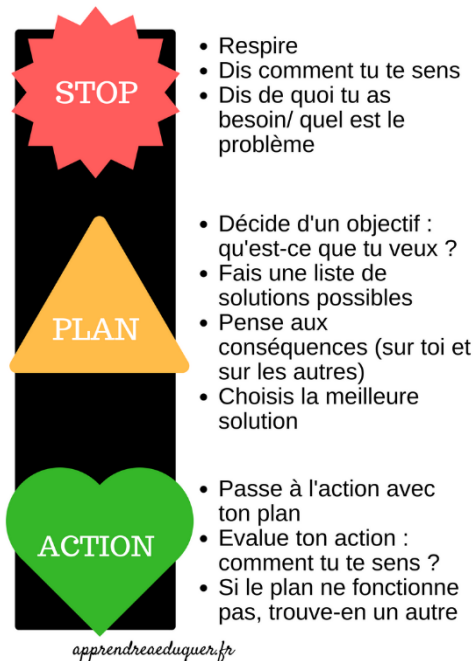 STOP
• Respire
• Dis comment tu te sens
• Dis de quoi tu as
besoin/ quel est le
problème
PLAN
• Décide d'un objectif :
qu'est-ce que tu veux ?
• Fais une liste de
solutions possibles
• Pense aux
conséquences (sur toi et
sur les autres)
• Choisis la meilleure
solution
ACTION
• Passe à l'action avec
ton plan
• Evalue ton action :
comment tu te sens ?
• Si le plan ne fonctionne
pas, trouve-en un autre
apprendreaeduquer.fr